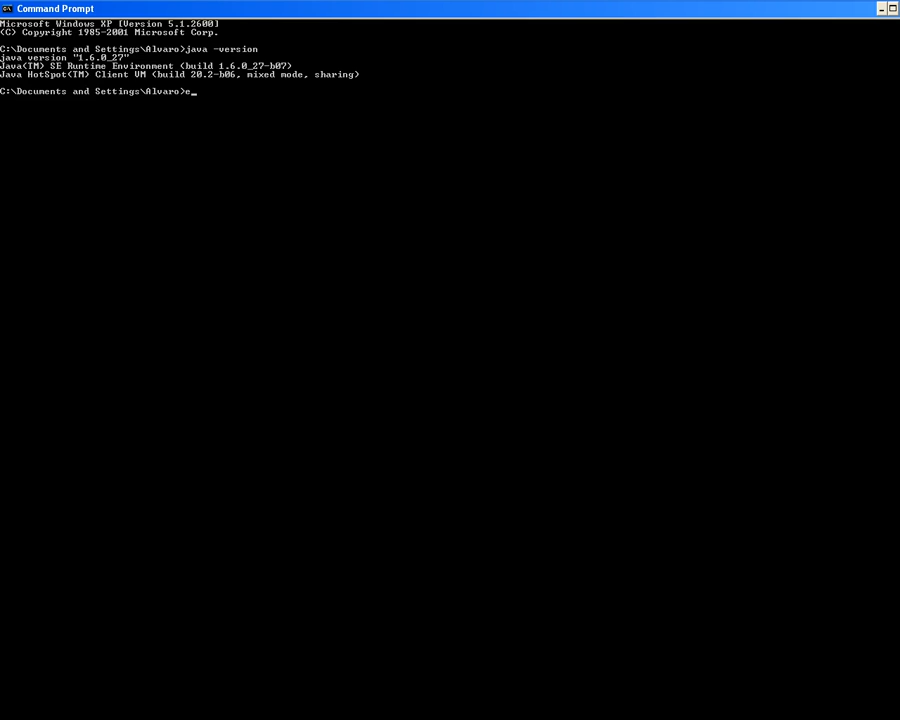 Command Prompt
Microsoft Windows XP [Version 5.1.2600]
(C) Copyright 1985-2001 Microsoft Corp.
C:\Documents and Settings\Alvaro>java -version
java version "1.6.0_27"
Java(TM) SE Runtime Environment (build 1.6.0_27-b07)
Java HotSpot(TM) Client VM (build 20.2-b06, mixed mode, sharing)
C:\Documents and Settings\Alvaro>e_